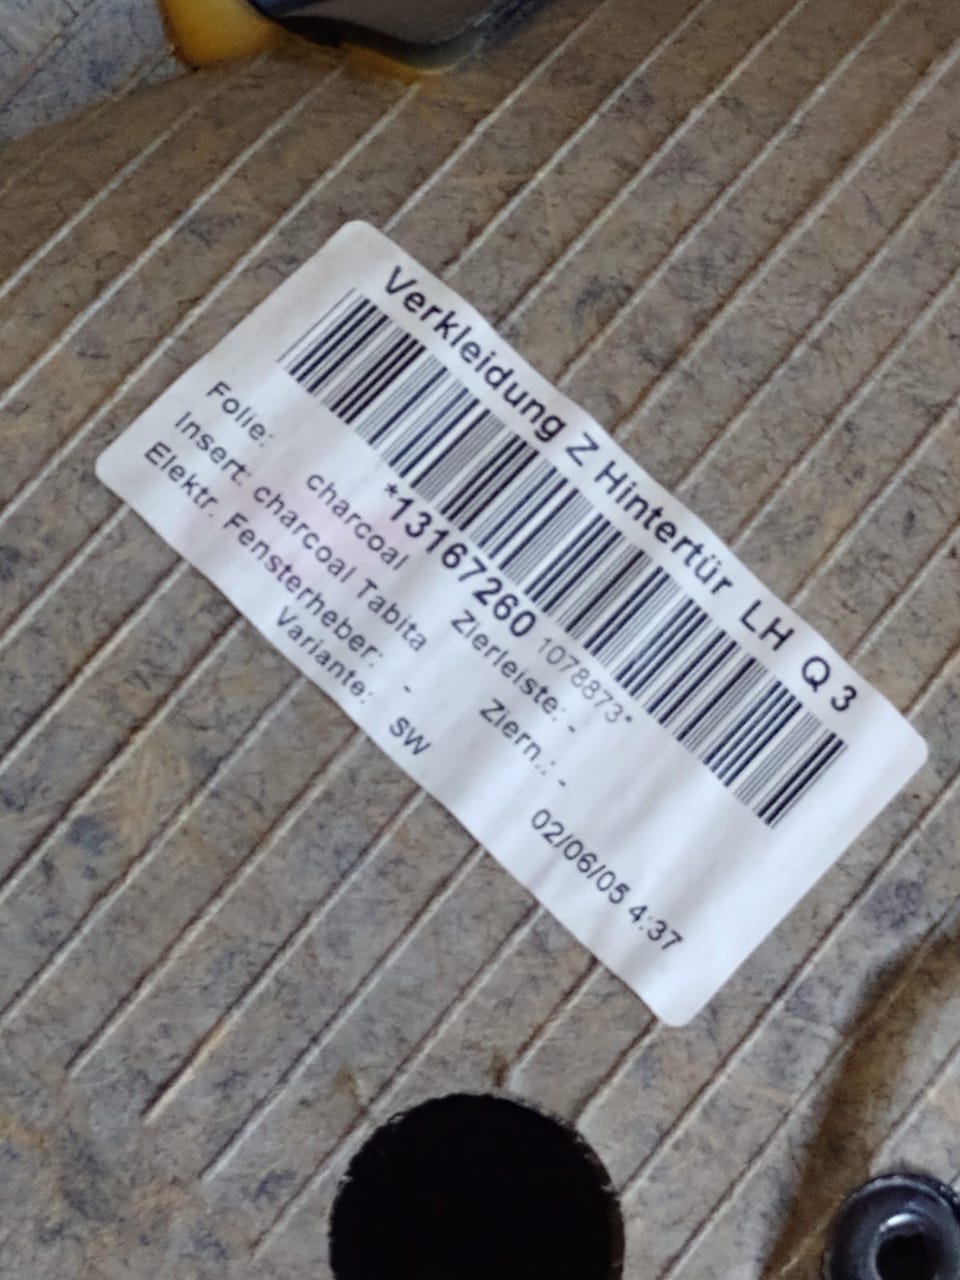 Verkleidung Z Hintertür LH Q 3
*13167260 1078873*
Folie: charcoal Zierleiste: -
Insert: charcoal Tabita Ziern.: -
Elektr. Fensterheber: -
Variante: SW 02/06/05 4:37